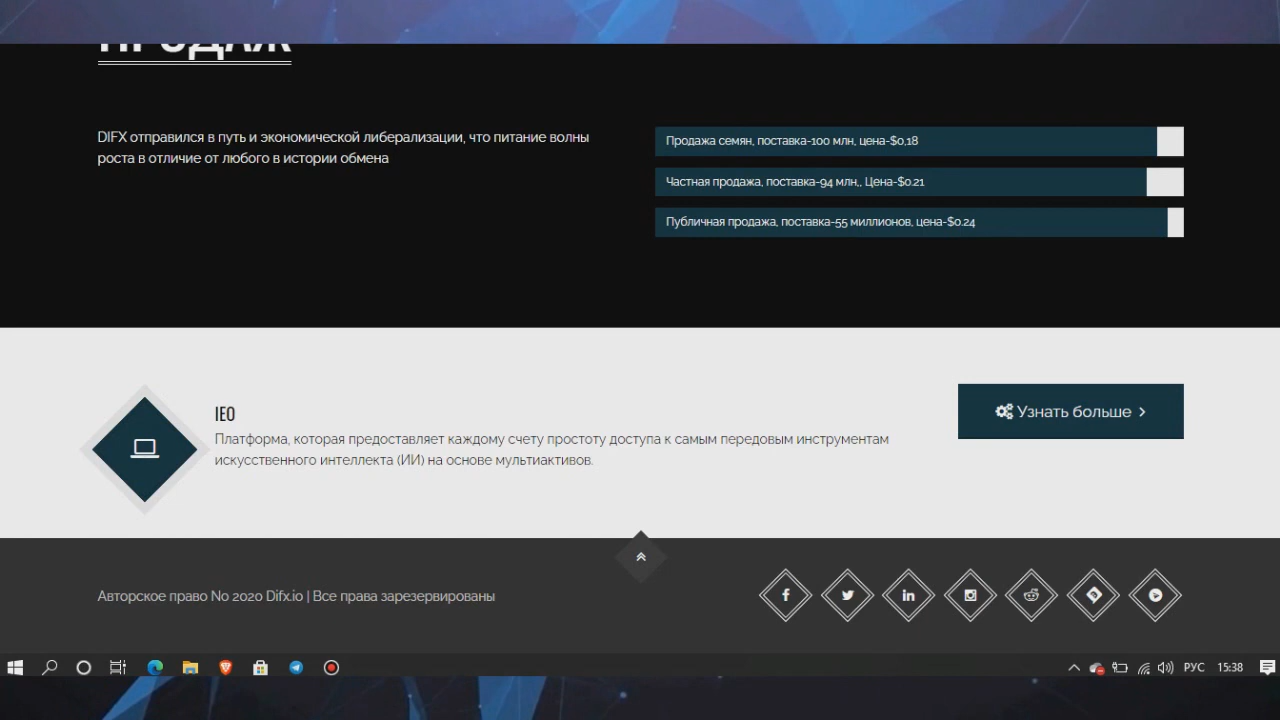 ПРОДАЖ
DIFX отправился в путь и экономической либерализации, что питание волны
роста в отличие от любого в истории обмена
Продажа семян, поставка-100 млн, цена-$0,18
Частная продажа, поставка-94 млн,, Цена-$0.21
Публичная продажа, поставка-55 миллионов, цена-$0.24
IEO
Платформа, которая предоставляет каждому счету простоту доступа к самым передовым инструментам
искусственного интеллекта (ИИ) на основе мультиактивов.
Узнать больше
Авторское право No 2020 Difx.io | Все права зарезервированы
РУС 15:38